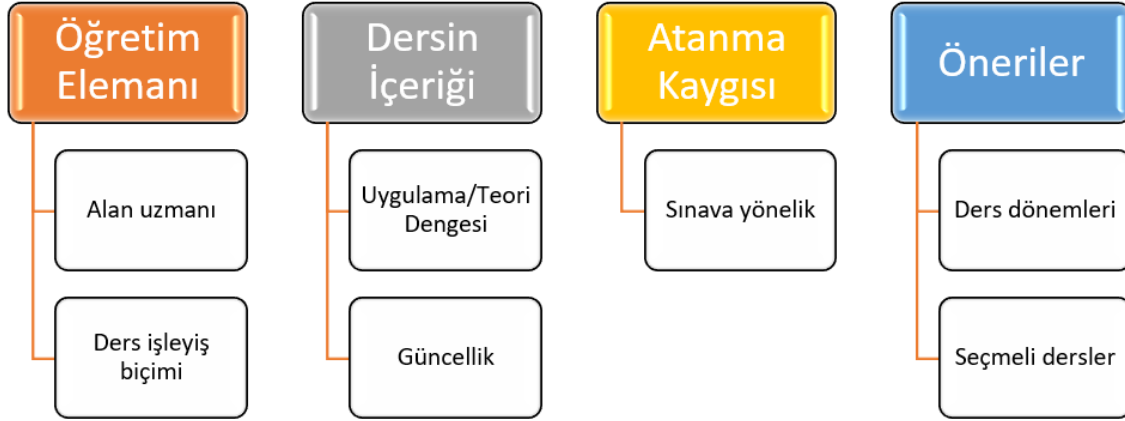 Öğretim
Elemanı
Alan uzmanı
Ders işleyiş
biçimi
Dersin
İçeriği
Uygulama/Teori
Dengesi
Güncellik
Atanma
Kaygısı
Sınava yönelik
Öneriler
Ders dönemleri
Seçmeli dersler